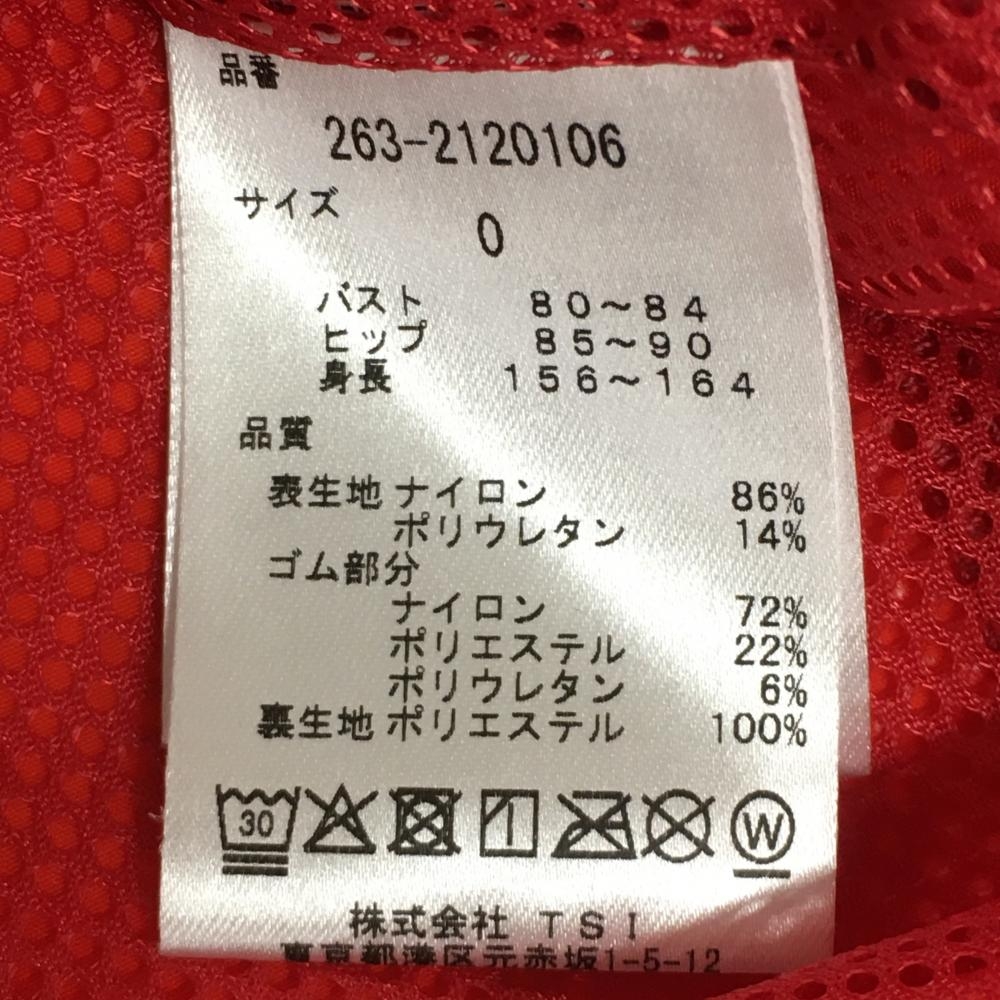 品番
263-2120106
サイズ
0
バスト 80～84
ヒップ 85～90
身長 156～164
品質
表生地 ナイロン 86%
ポリウレタン 14%
ゴム部分
ナイロン 72%
ポリエステル 22%
ポリウレタン 6%
裏生地 ポリエステル 100%
30 W
株式会社 TSI
東京都港区元赤坂1-5-12